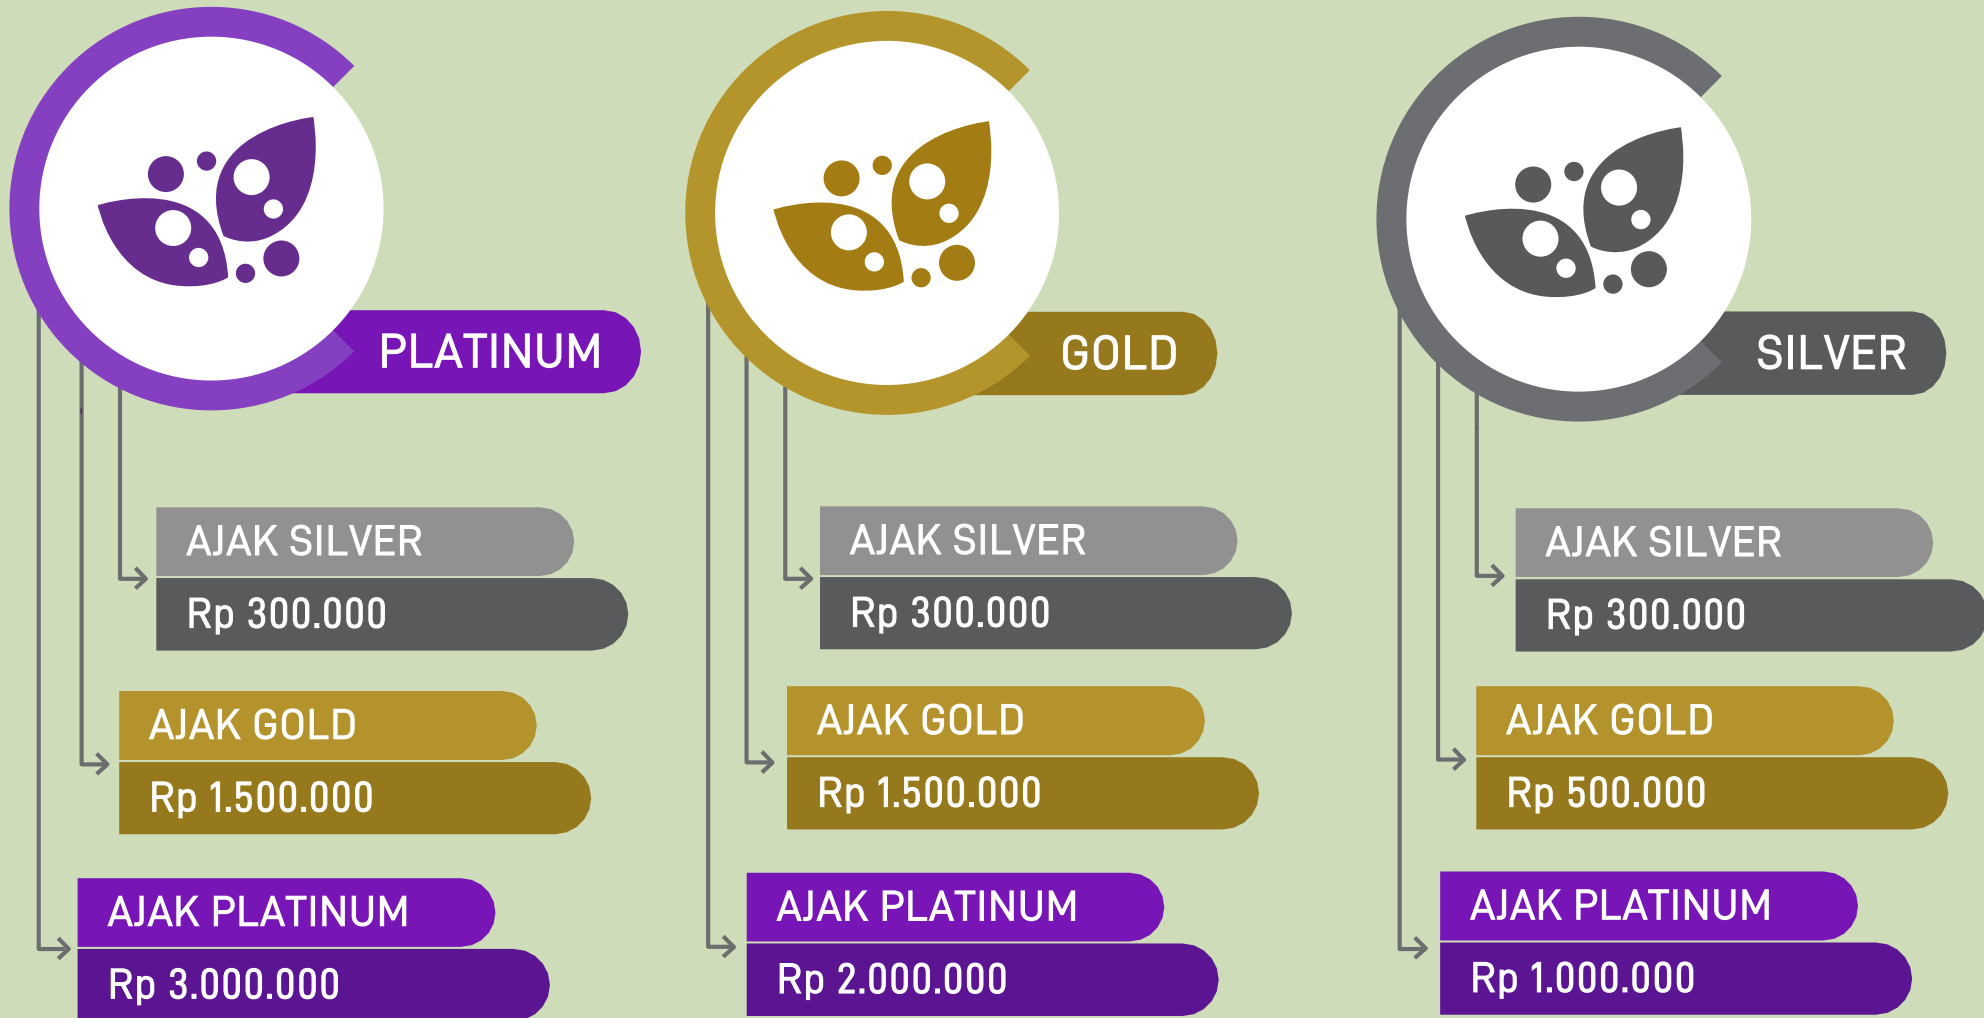 PLATINUM
AJAK SILVER
Rp 300.000
AJAK GOLD
Rp 1.500.000
AJAK PLATINUM
Rp 3.000.000
GOLD
AJAK SILVER
Rp 300.000
AJAK GOLD
Rp 1.500.000
AJAK PLATINUM
Rp 2.000.000
SILVER
AJAK SILVER
Rp 300.000
AJAK GOLD
Rp 500.000
AJAK PLATINUM
Rp 1.000.000